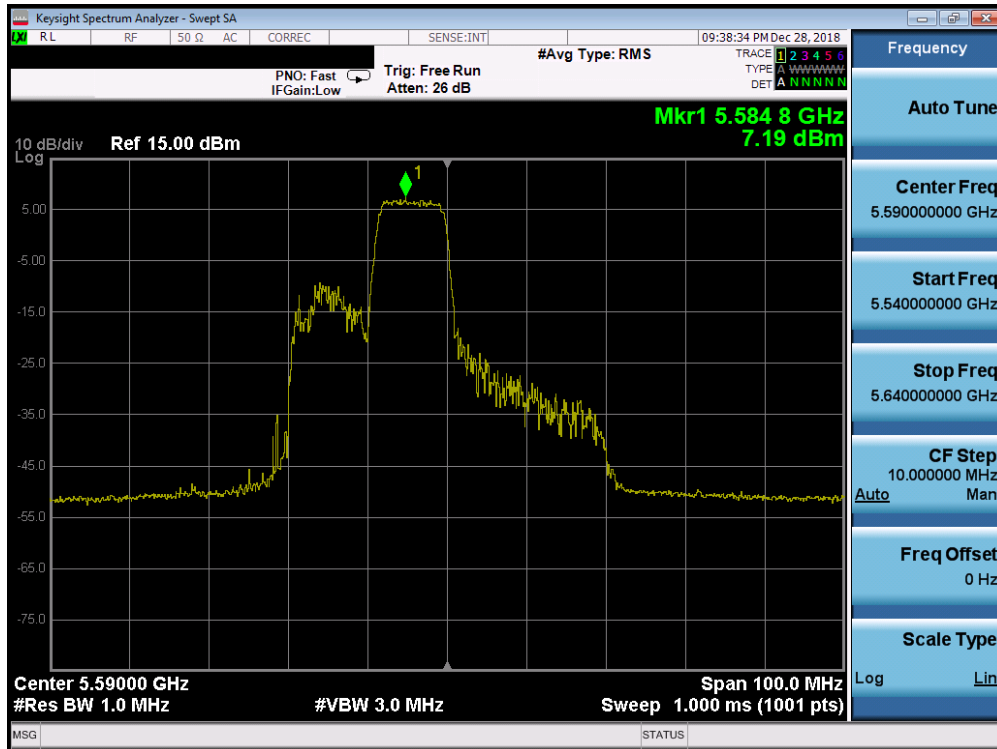 Keysight Spectrum Analyzer - Swept SA
LXI RL RF 50 Ω AC CORREC SENSE:INT 09:38:34 PM Dec 28, 2018
#Avg Type: RMS
TRACE 1 2 3 4 5 6
TYPE A WWWWW
DET A N N N N N
PNO: Fast
IFGain:Low
Trig: Free Run
Atten: 26 dB
Mkr1 5.584 8 GHz
7.19 dBm
10 dB/div
Log
Ref 15.00 dBm
1
5.00
-5.00
-15.0
-25.0
-35.0
-45.0
-55.0
-65.0
-75.0
Center 5.59000 GHz
Span 100.0 MHz
#Res BW 1.0 MHz
#VBW 3.0 MHz
Sweep 1.000 ms (1001 pts)
MSG
STATUS
Frequency
Auto Tune
Center Freq
5.590000000 GHz
Start Freq
5.540000000 GHz
Stop Freq
5.640000000 GHz
CF Step
10.000000 MHz
Auto Man
Freq Offset
0 Hz
Scale Type
Log Lin